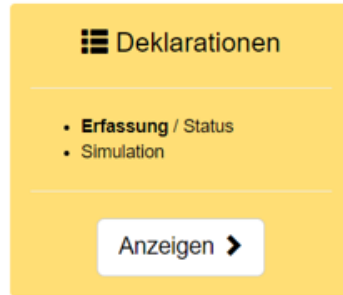 Deklarationen
Erfassung / Status
Simulation
Anzeigen